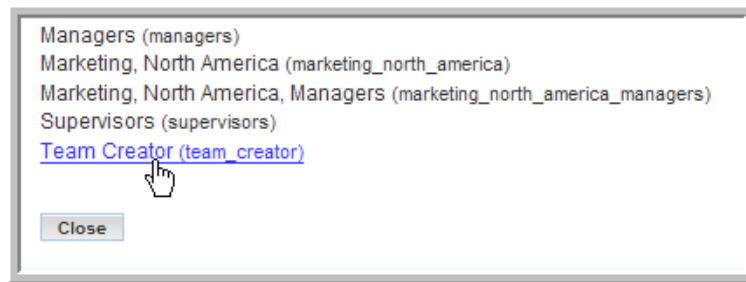 Managers (managers)
Marketing, North America (marketing_north_america)
Marketing, North America, Managers (marketing_north_america_managers)
Supervisors (supervisors)
Team Creator (team_creator)
Close